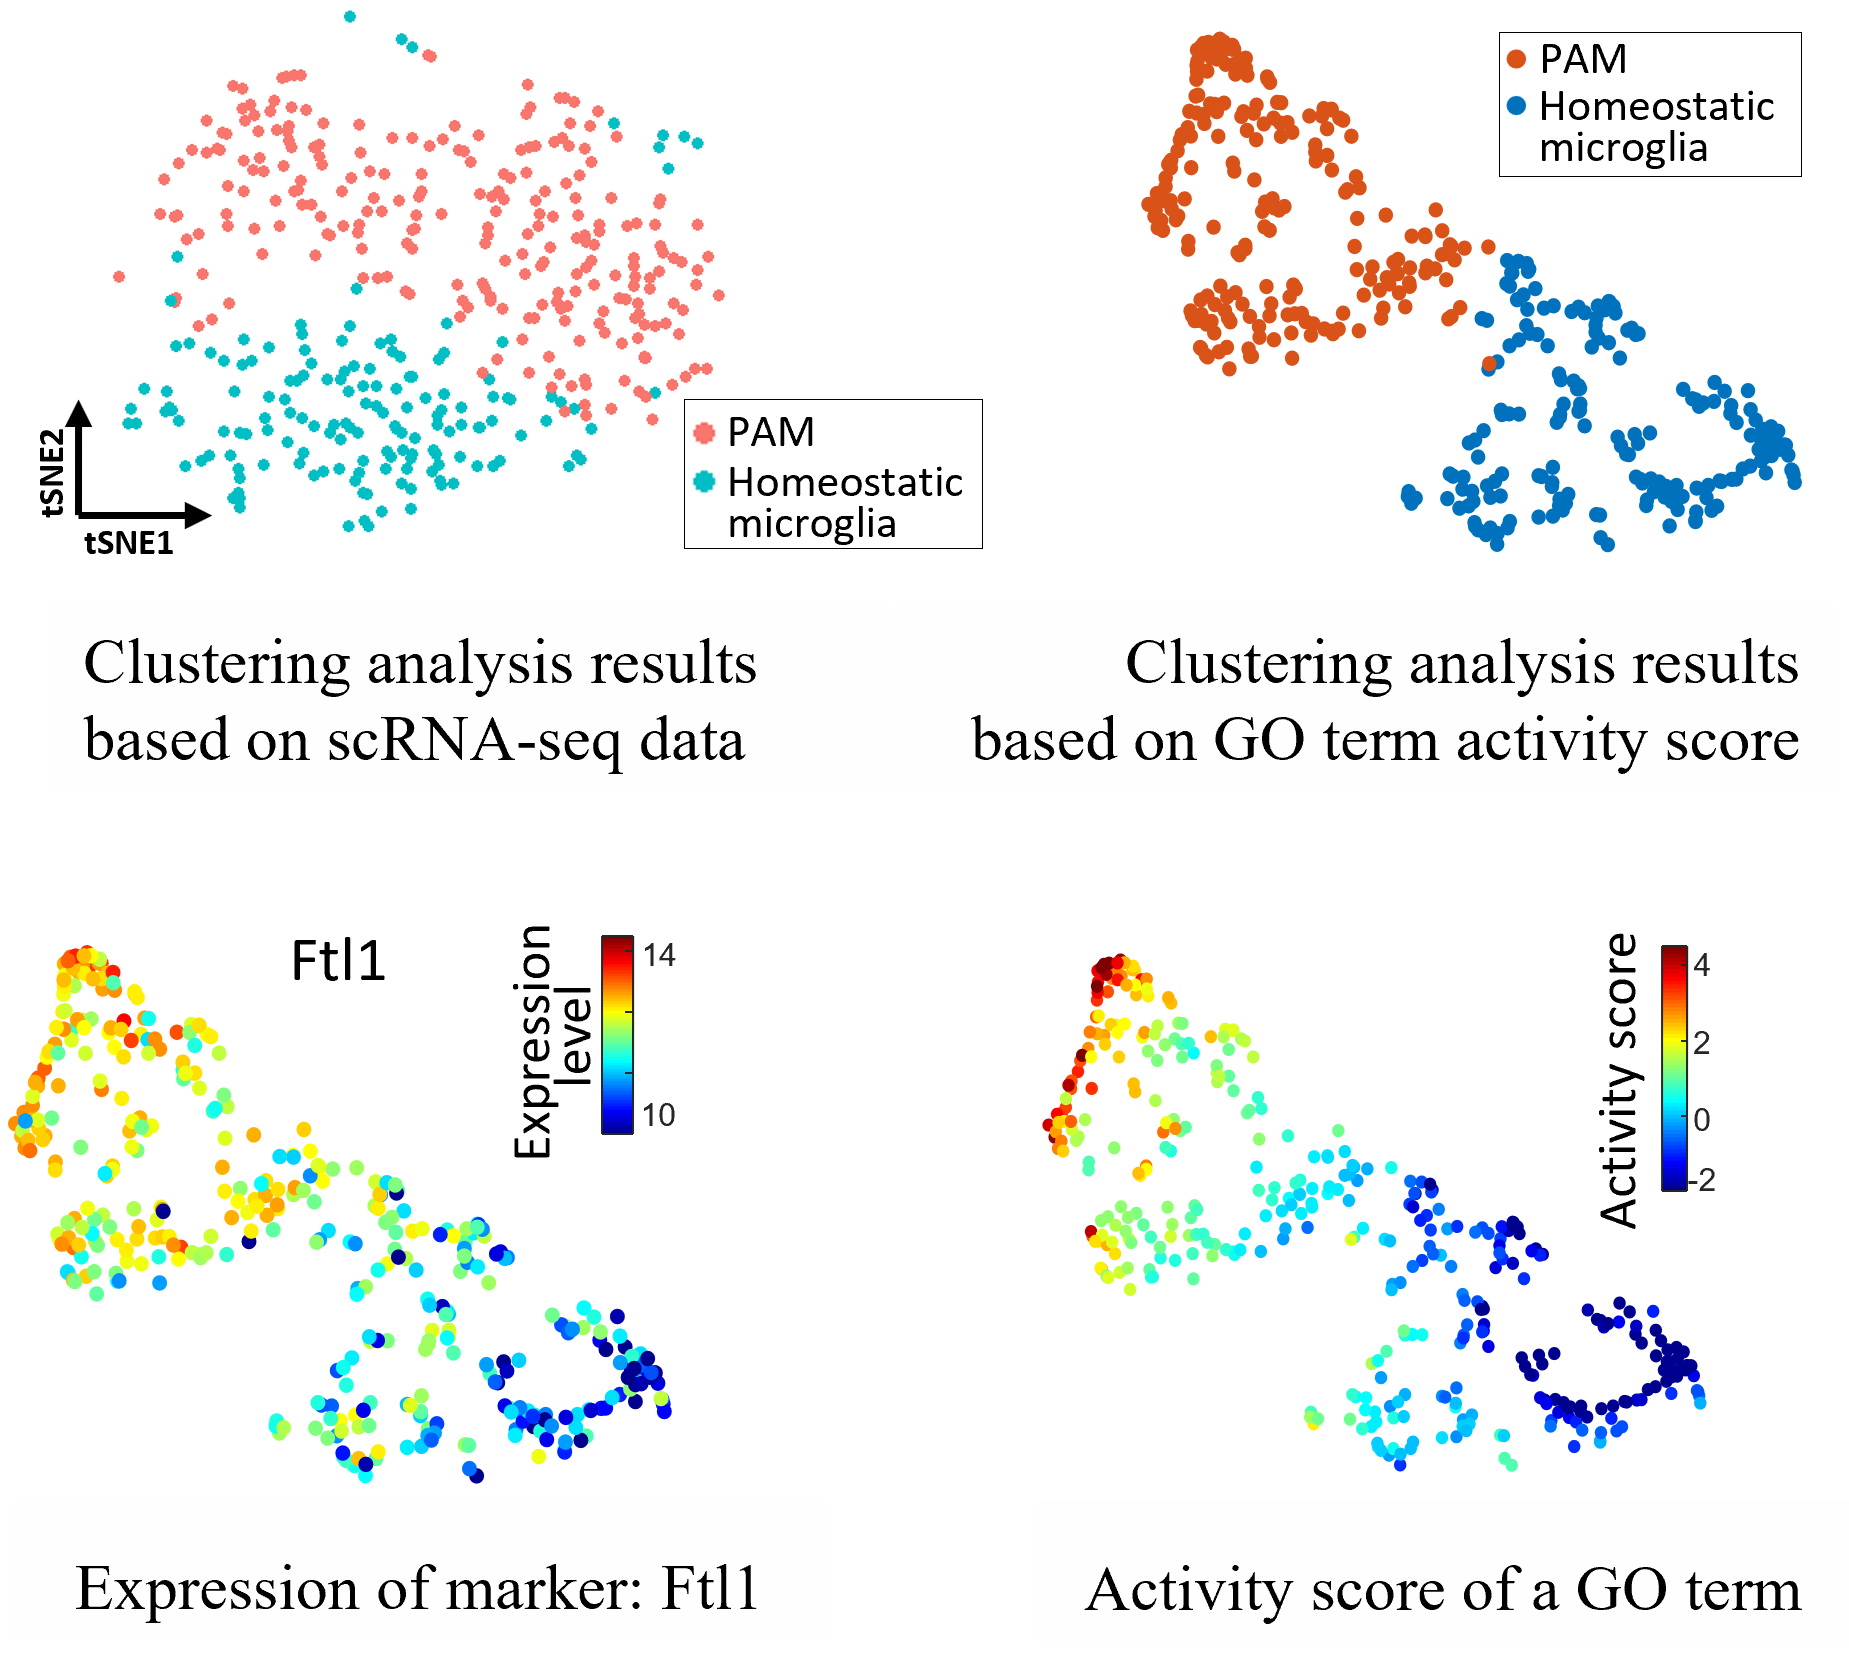 PAM
Homeostatic
microglia
tSNE2
tSNE1
PAM
Homeostatic
microglia
Clustering analysis results
based on scRNA-seq data
Clustering analysis results
based on GO term activity score
Ftl1
Expression
level
14
10
Activity score
4
2
0
-2
Expression of marker: Ftl1
Activity score of a GO term